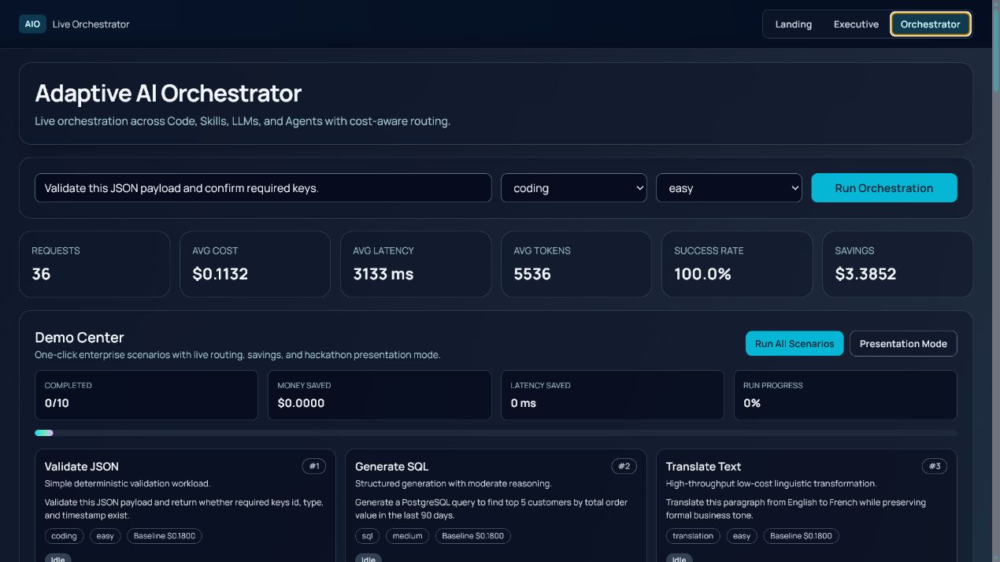 AIO Live Orchestrator Landing Executive Orchestrator
Adaptive AI Orchestrator
Live orchestration across Code, Skills, LLMs, and Agents with cost-aware routing.
Validate this JSON payload and confirm required keys. coding easy Run Orchestration
REQUESTS AVG COST AVG LATENCY AVG TOKENS SUCCESS RATE SAVINGS
36 $0.1132 3133 ms 5536 100.0% $3.3852
Demo Center
One-click enterprise scenarios with live routing, savings, and hackathon presentation mode.
Run All Scenarios Presentation Mode
COMPLETED MONEY SAVED LATENCY SAVED RUN PROGRESS
0/10 $0.0000 0 ms 0%
Validate JSON #1
Simple deterministic validation workload.
Validate this JSON payload and return whether required keys id, type,
and timestamp exist.
coding easy Baseline $0.1800
Idle
Generate SQL #2
Structured generation with moderate reasoning.
Generate a PostgreSQL query to find top 5 customers by total order
value in the last 90 days.
sql medium Baseline $0.1800
Idle
Translate Text #3
High-throughput low-cost linguistic transformation.
Translate this paragraph from English to French while preserving
formal business tone.
translation easy Baseline $0.1800
Idle